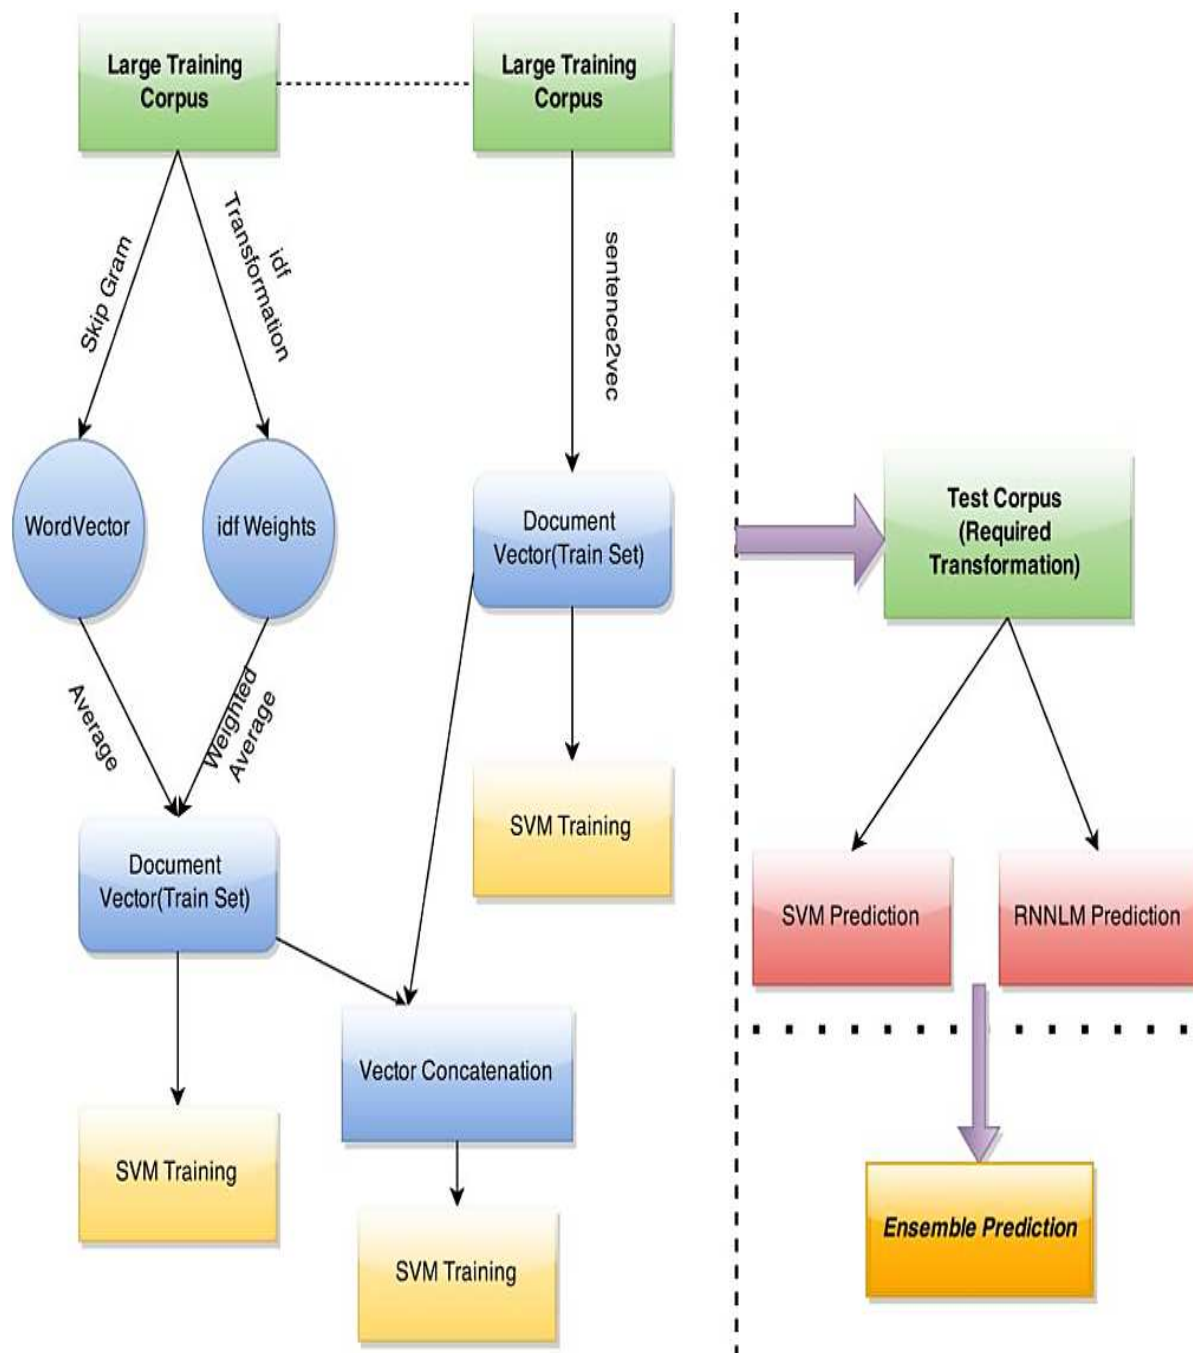 Large Training
Corpus
Large Training
Corpus
Skip Gram
idf
Transformation
sentence2vec
WordVector
idf Weights
Document
Vector(Train Set)
Test Corpus
(Required
Transformation)
Average
Weighted
Average
SVM Training
Document
Vector(Train Set)
SVM Prediction
RNNLM Prediction
Vector Concatenation
SVM Training
SVM Training
Ensemble Prediction